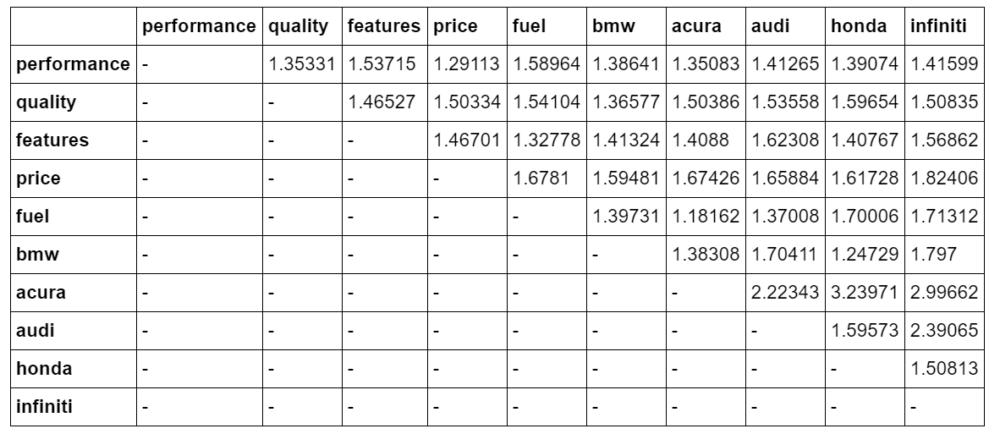 performance quality features price fuel bmw acura audi honda infiniti
performance - 1.35331 1.53715 1.29113 1.58964 1.38641 1.35083 1.41265 1.39074 1.41599
quality - - 1.46527 1.50334 1.54104 1.36577 1.50386 1.53558 1.59654 1.50835
features - - - 1.46701 1.32778 1.41324 1.4088 1.62308 1.40767 1.56862
price - - - - 1.6781 1.59481 1.67426 1.65884 1.61728 1.82406
fuel - - - - - 1.39731 1.18162 1.37008 1.70006 1.71312
bmw - - - - - - 1.38308 1.70411 1.24729 1.797
acura - - - - - - - 2.22343 3.23971 2.99662
audi - - - - - - - - 1.59573 2.39065
honda - - - - - - - - - 1.50813
infiniti - - - - - - - - - -